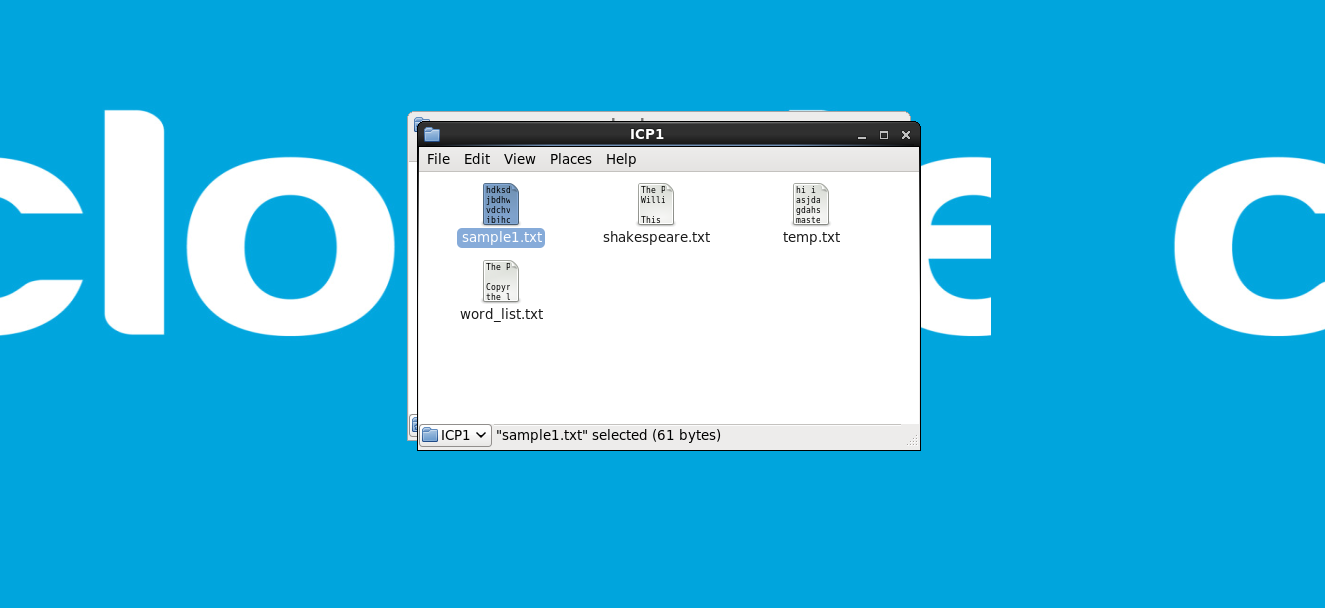 clo
e
c
ICP1
File Edit View Places Help
hdksd
jbdhw
vdchv
ibihc
sample1.txt
The P
Willi
This
shakespeare.txt
hi i
asjda
gdahs
maste
temp.txt
The P
Copyr
the l
word_list.txt
ICP1 "sample1.txt" selected (61 bytes)